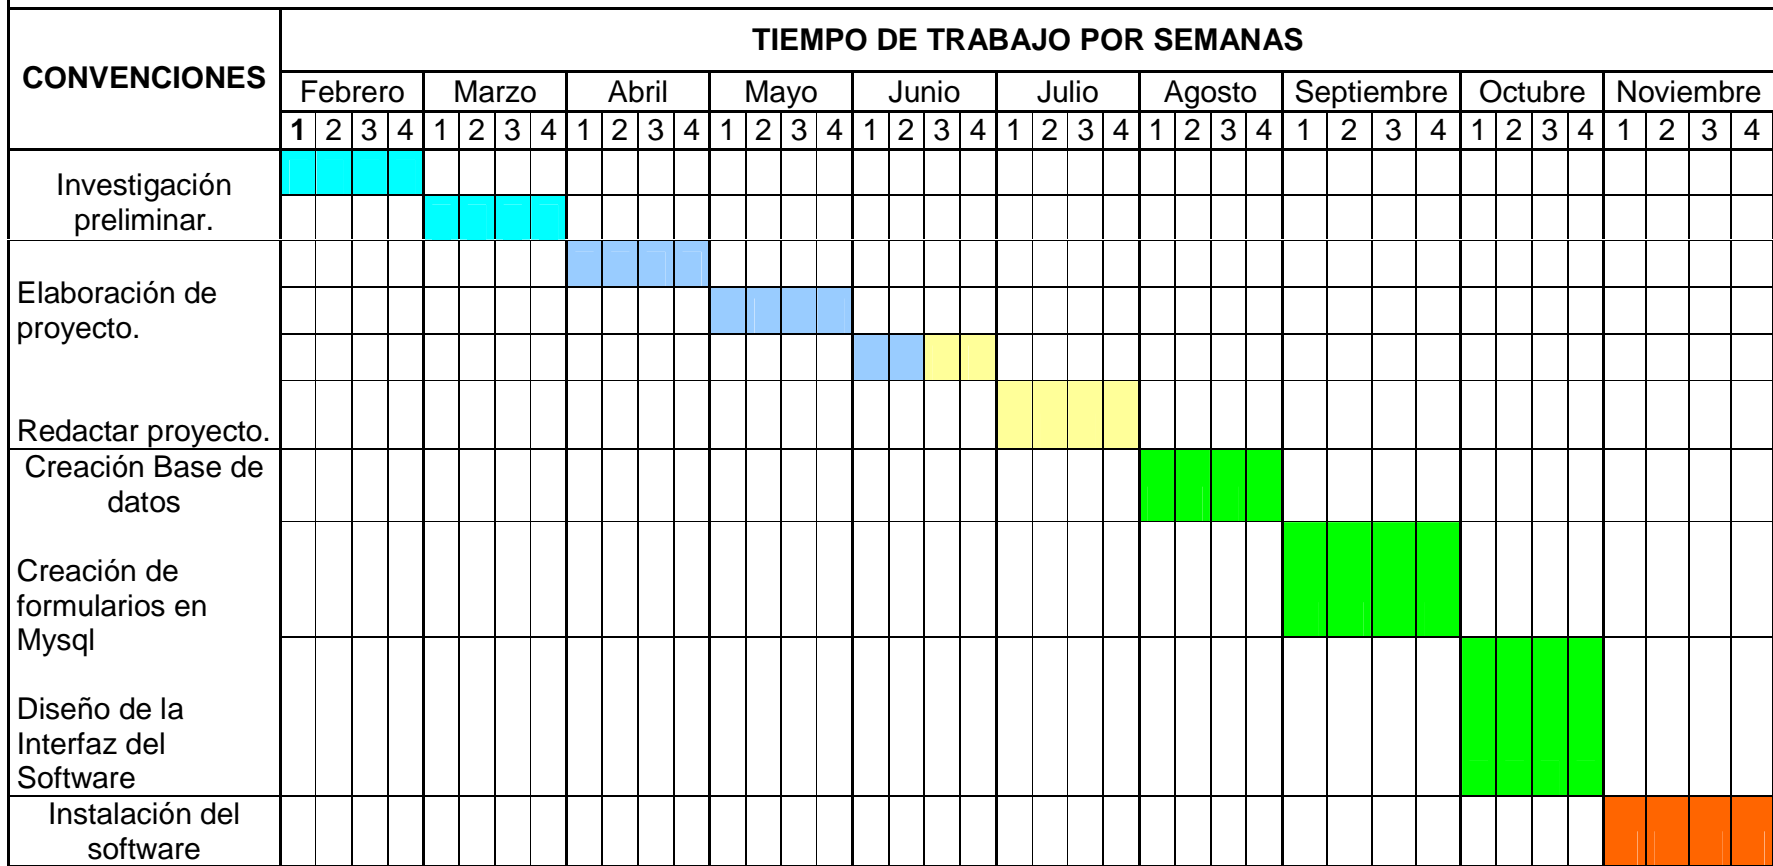 TIEMPO DE TRABAJO POR SEMANAS
CONVENCIONES
Febrero Marzo Abril Mayo Junio Julio Agosto Septiembre Octubre Noviembre
1 2 3 4 1 2 3 4 1 2 3 4 1 2 3 4 1 2 3 4 1 2 3 4 1 2 3 4 1 2 3 4 1 2 3 4 1 2 3 4
Investigación
preliminar.
Elaboración de
proyecto.
Redactar proyecto.
Creación Base de
datos
Creación de
formularios en
Mysql
Diseño de la
Interfaz del
Software
Instalación del
software